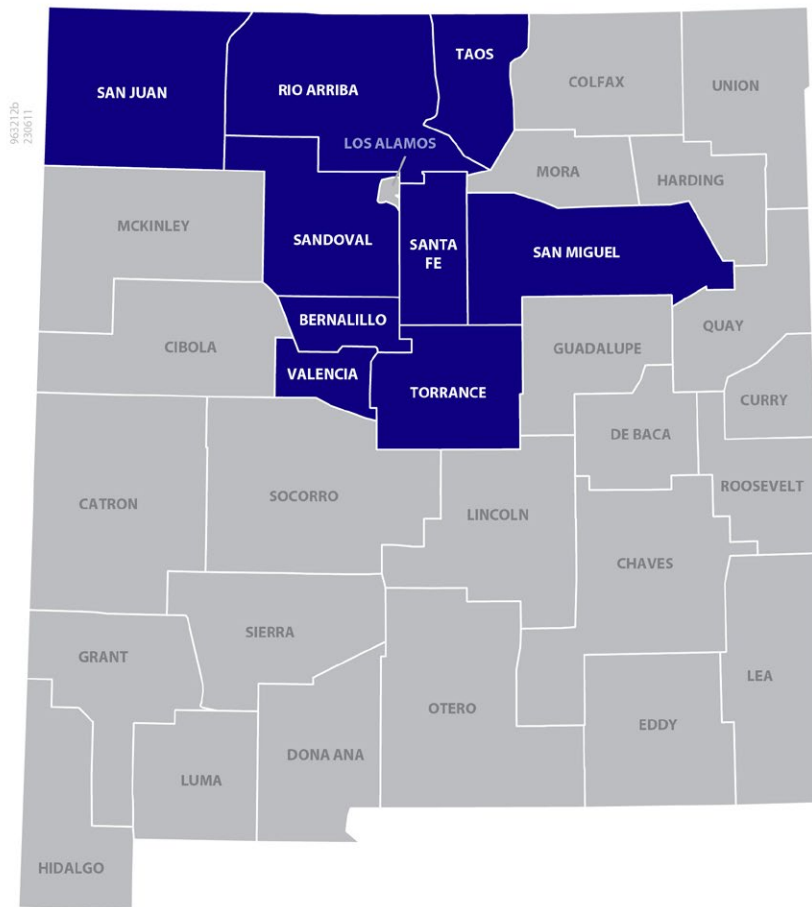 TAOS
COLFAX
UNION
SAN JUAN
RIO ARRIBA
963212b
230611
LOS ALAMOS
MORA
HARDING
MCKINLEY
SANDOVAL
SANTA
FE
SAN MIGUEL
BERNALILLO
QUAY
CIBOLA
GUADALUPE
VALENCIA
TORRANCE
CURRY
DE BACA
ROOSEVELT
SOCORRO
CATRON
LINCOLN
CHAVES
SIERRA
GRANT
LEA
OTERO
EDDY
DONA ANA
LUMA
HIDALGO